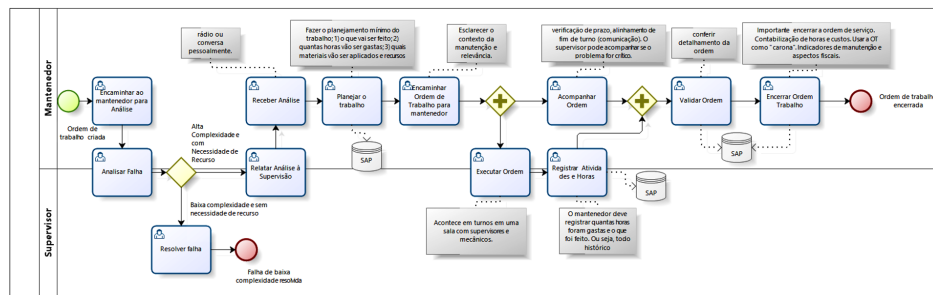 Mantenedor
Supervisor
rádio ou
conversa
pessoalmente.
Fazer o planejamento mínimo do
trabalho; 1) o que vai ser feito; 2)
quantas horas vão ser gastas; 3) quais
materiais vão ser aplicados e recursos
Esclarecer o
contexto da
manutenção e
relevância.
verificação de prazo, alinhamento de
fim de turno (comunicação). O
supervisor pode acompanhar se o
problema for crítico.
conferir
detalhamento da
ordem
Importante encerrar a ordem de serviço.
Contabilização de horas e custos. Usar a OT
como "carona". Indicadores de manutenção e
aspectos fiscais.
Encaminhar ao
mantenedor para
Análise
Receber Análise
Planejar o
trabalho
Encaminhar
Ordem de
Trabalho para
mantenedor
Acompanhar
Ordem
Validar Ordem
Encerrar Ordem
Trabalho
Ordem de trabalho
encerrada
Ordem de
trabalho criada
Alta
Complexidade e
com
Necessidade de
Recurso
SAP
SAP
Analisar Falha
Relatar Análise à
Supervisão
Executar Ordem
Registrar Ativida
des e Horas
SAP
Baixa complexidade e sem
necessidade de recurso
Resolver falha
Falha de baixa
complexidade resolvida
Acontece em turnos em uma
sala com supervisores e
mecânicos.
O mantenedor deve
registrar quantas horas
foram gastas e o que
foi feito. Ou seja, todo
histórico